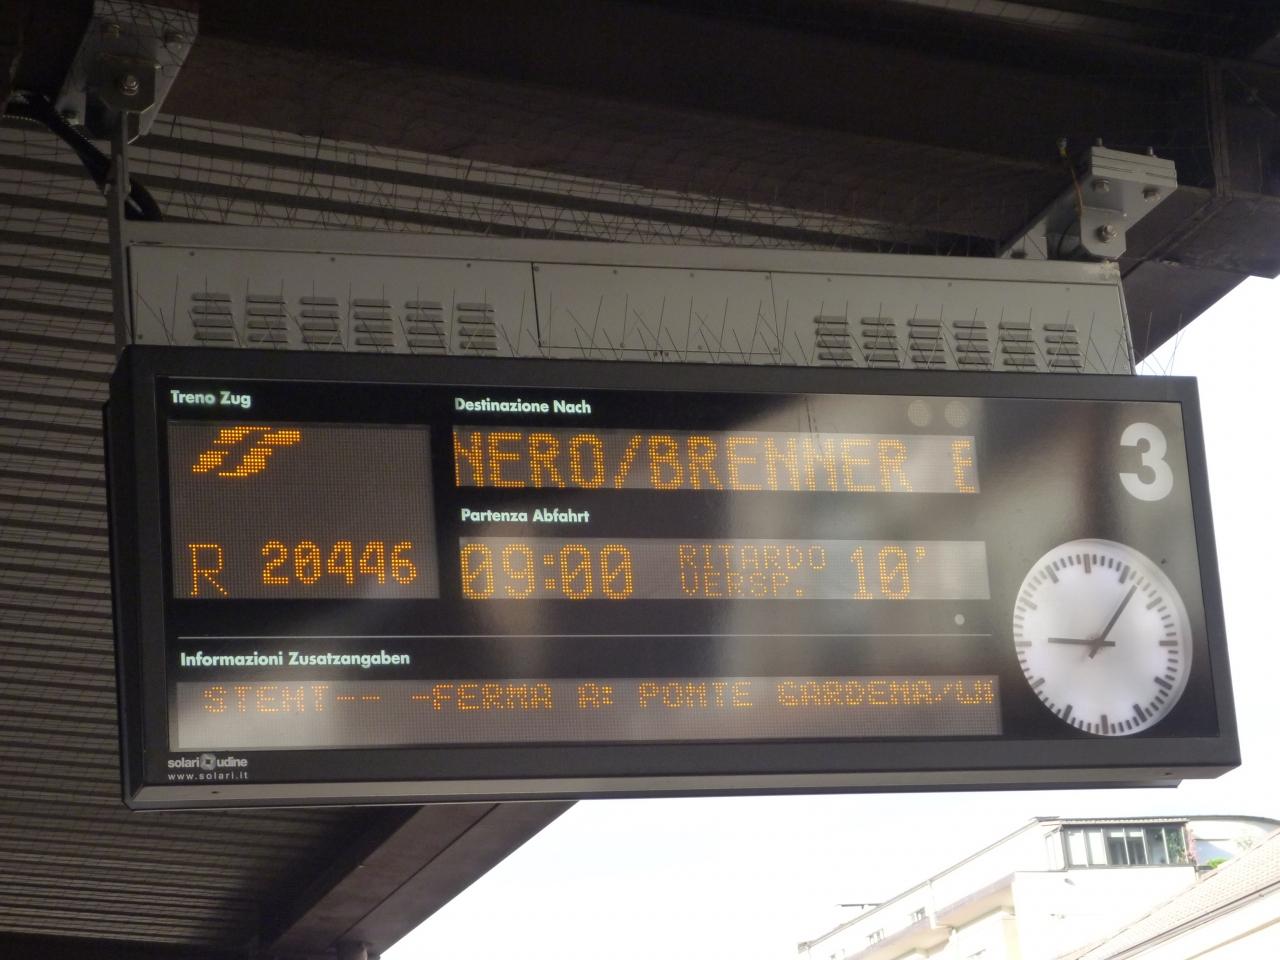 Treno Zug
Destinazione Nach
NERO/BRENNER
3
Partenza Abfahrt
R 20446
09:00
RITARDO
VERSP.
10'
Informazioni Zusatzangaben
STEHT-- -FERMA A: PONTE GARDENA/WA
solari udine
www.solari.it